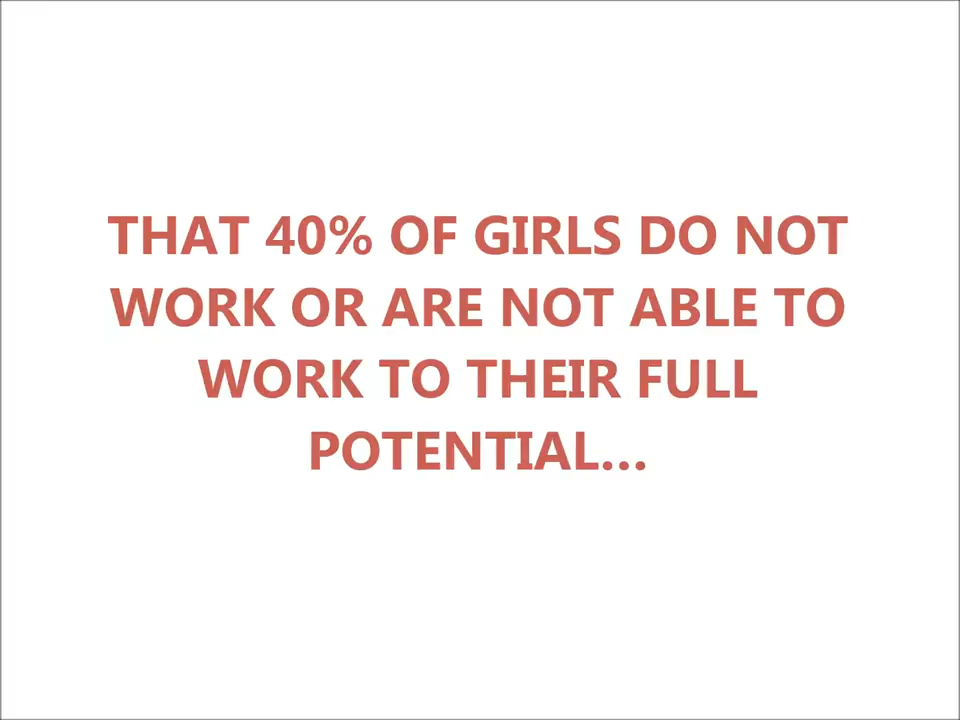 THAT 40% OF GIRLS DO NOT
WORK OR ARE NOT ABLE TO
WORK TO THEIR FULL
POTENTIAL...